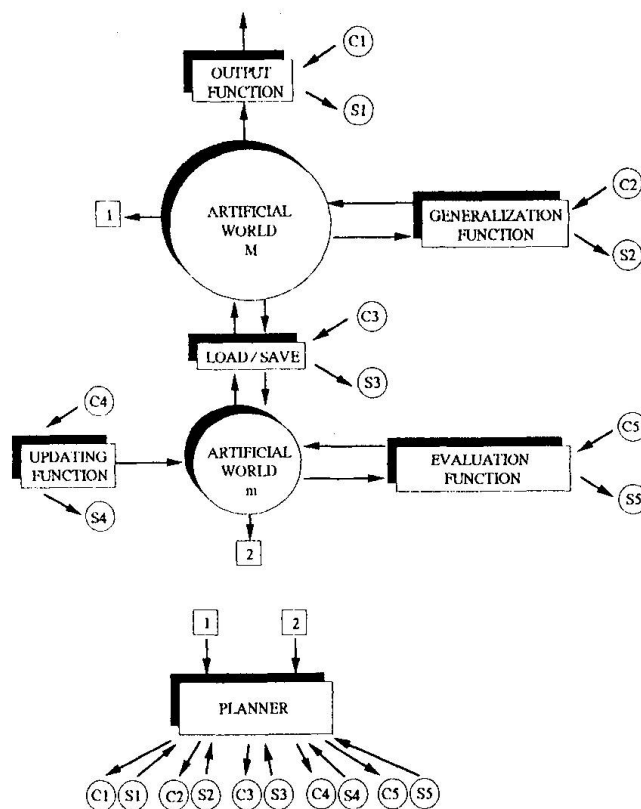 C1
OUTPUT
FUNCTION
S1
C2
1
ARTIFICIAL
WORLD
M
GENERALIZATION
FUNCTION
S2
C3
LOAD / SAVE
S3
C4
C5
UPDATING
FUNCTION
ARTIFICIAL
WORLD
m
EVALUATION
FUNCTION
S4
S5
2
1 2
PLANNER
C1 S1 C2 S2 C3 S3 C4 S4 C5 S5